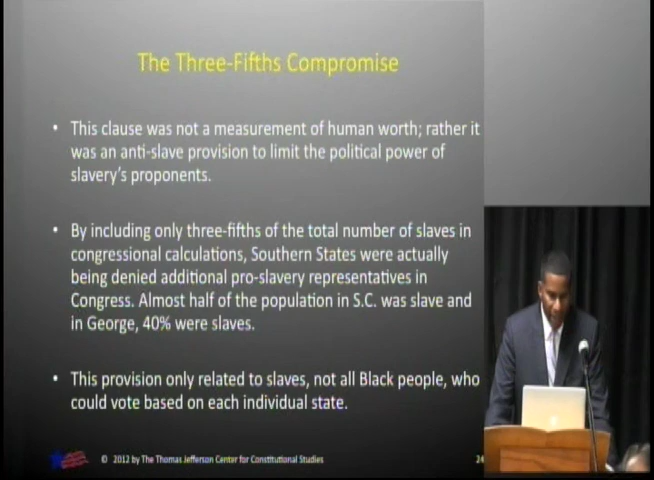 The Three-Fifths Compromise
• This clause was not a measurement of human worth; rather it
was an anti-slave provision to limit the political power of
slavery's proponents.
• By including only three-fifths of the total number of slaves in
congressional calculations, Southern States were actually
being denied additional pro-slavery representatives in
Congress. Almost half of the population in S.C. was slave and
in George, 40% were slaves.
• This provision only related to slaves, not all Black people, who
could vote based on each individual state.
© 2012 by The Thomas Jefferson Center for Constitutional Studies
24